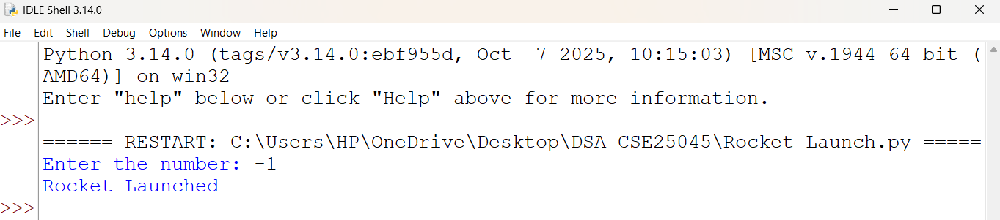 IDLE Shell 3.14.0
File Edit Shell Debug Options Window Help
Python 3.14.0 (tags/v3.14.0:ebf955d, Oct  7 2025, 10:15:03) [MSC v.1944 64 bit (
AMD64)] on win32
Enter "help" below or click "Help" above for more information.
>>>
====== RESTART: C:\Users\HP\OneDrive\Desktop\DSA CSE25045\Rocket Launch.py =====
Enter the number: -1
Rocket Launched
>>>